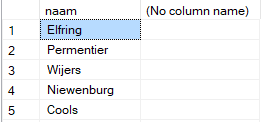 naam (No column name)
1 Elfring
2 Permentier
3 Wijers
4 Niewenburg
5 Cools